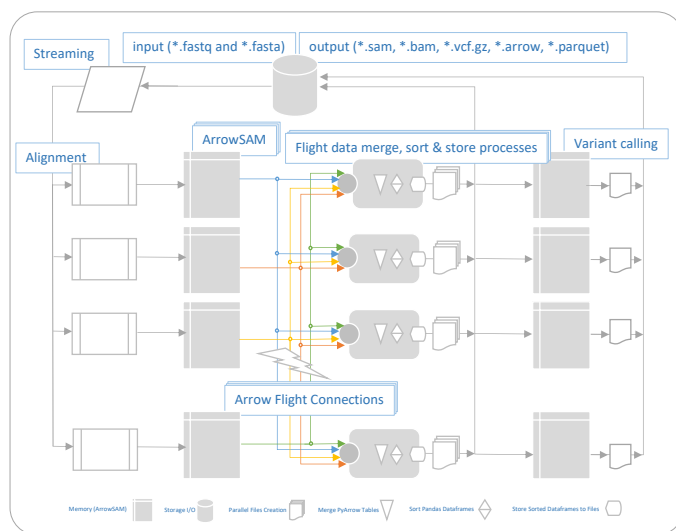 input (*.fastq and *.fasta)
output (*.sam, *.bam, *.vcf.gz, *.arrow, *.parquet)
Streaming
ArrowSAM
Flight data merge, sort & store processes
Variant calling
Alignment
Arrow Flight Connections
Memory (ArrowSAM)
Storage I/O
Parallel Files Creation
Merge PyArrow Tables
Sort Pandas Dataframes
Store Sorted Dataframes to Files